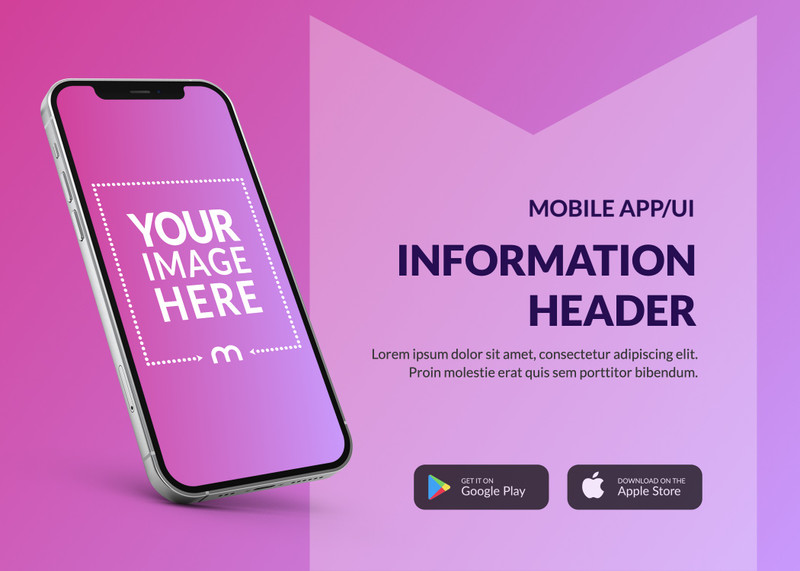 YOUR
IMAGE
HERE
m
MOBILE APP/UI
INFORMATION
HEADER
Lorem ipsum dolor sit amet, consectetur adipiscing elit.
Proin molestie erat quis sem porttitor bibendum.
GET IT ON
Google Play
DOWNLOAD ON THE
Apple Store